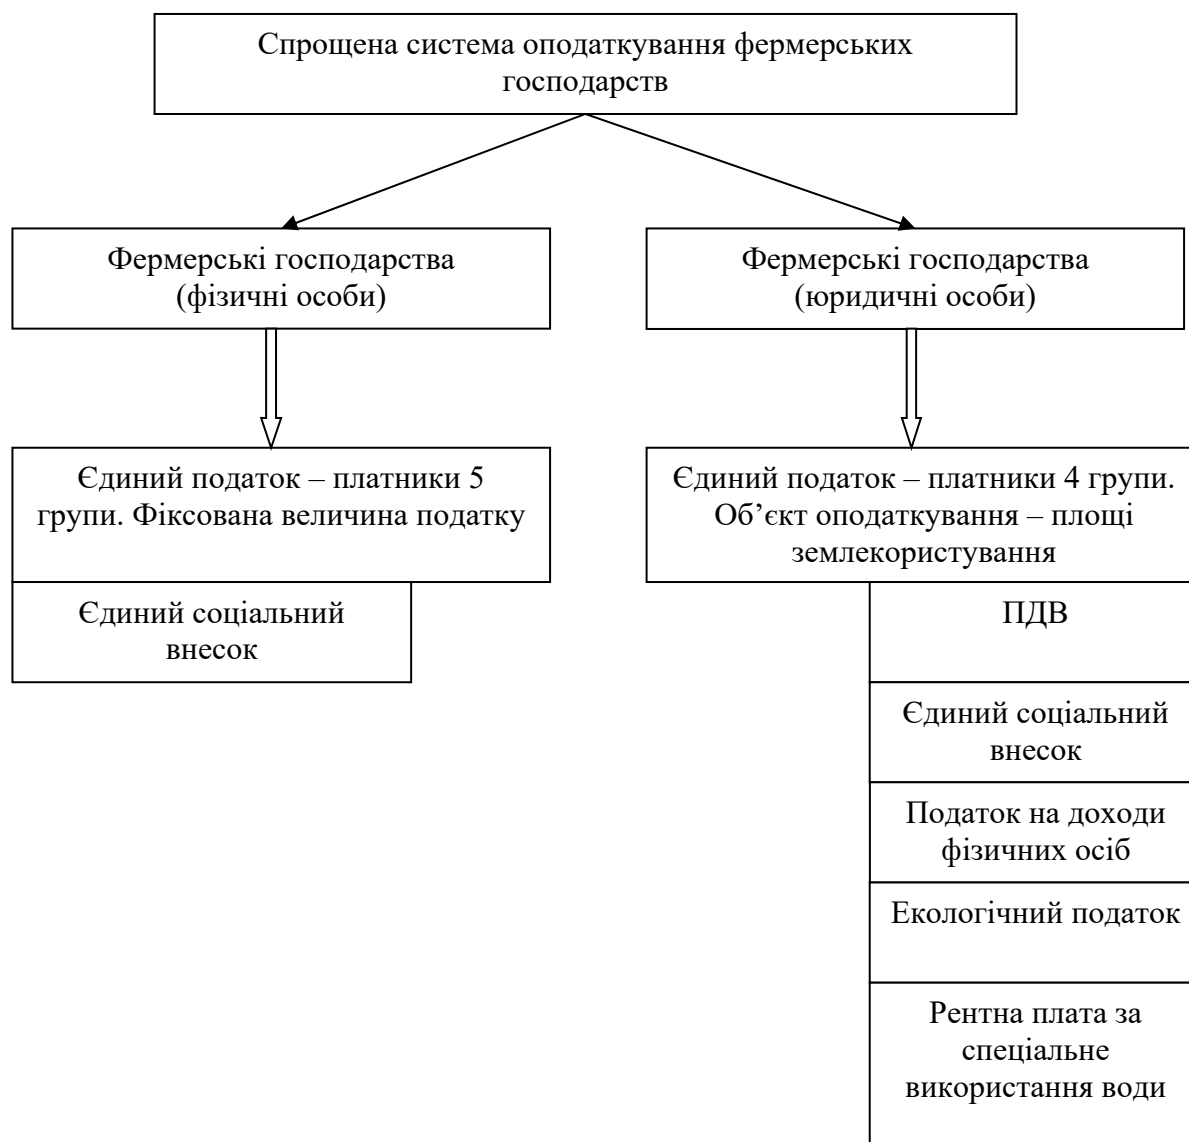 Спрощена система оподаткування фермерських
господарств
Фермерські господарства
(фізичні особи)
Фермерські господарства
(юридичні особи)
Єдиний податок – платники 5
групи. Фіксована величина податку
Єдиний податок – платники 4 групи.
Об’єкт оподаткування – площі
землекористування
Єдиний соціальний
внесок
ПДВ
Єдиний соціальний
внесок
Податок на доходи
фізичних осіб
Екологічний податок
Рентна плата за
спеціальне
використання води